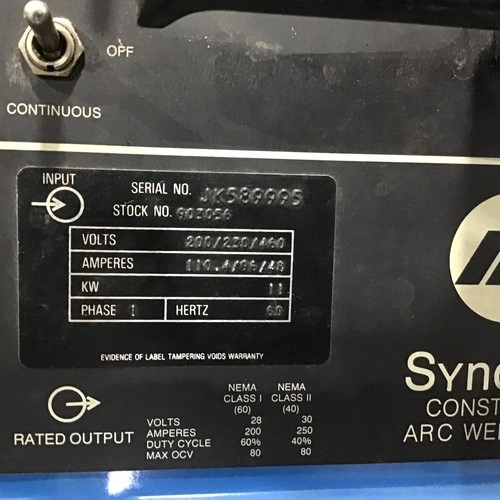 OFF
CONTINUOUS
INPUT
SERIAL NO. JK589995
STOCK NO. 903056
VOLTS 200/230/460
AMPERES 110.4/96/48
KW 11
PHASE 1 HERTZ 60
EVIDENCE OF LABEL TAMPERING VOIDS WARRANTY
Sync
CONST
ARC WEL
RATED OUTPUT
NEMA NEMA
CLASS I CLASS II
(60) (40)
VOLTS 28 30
AMPERES 200 250
DUTY CYCLE 60% 40%
MAX OCV 80 80